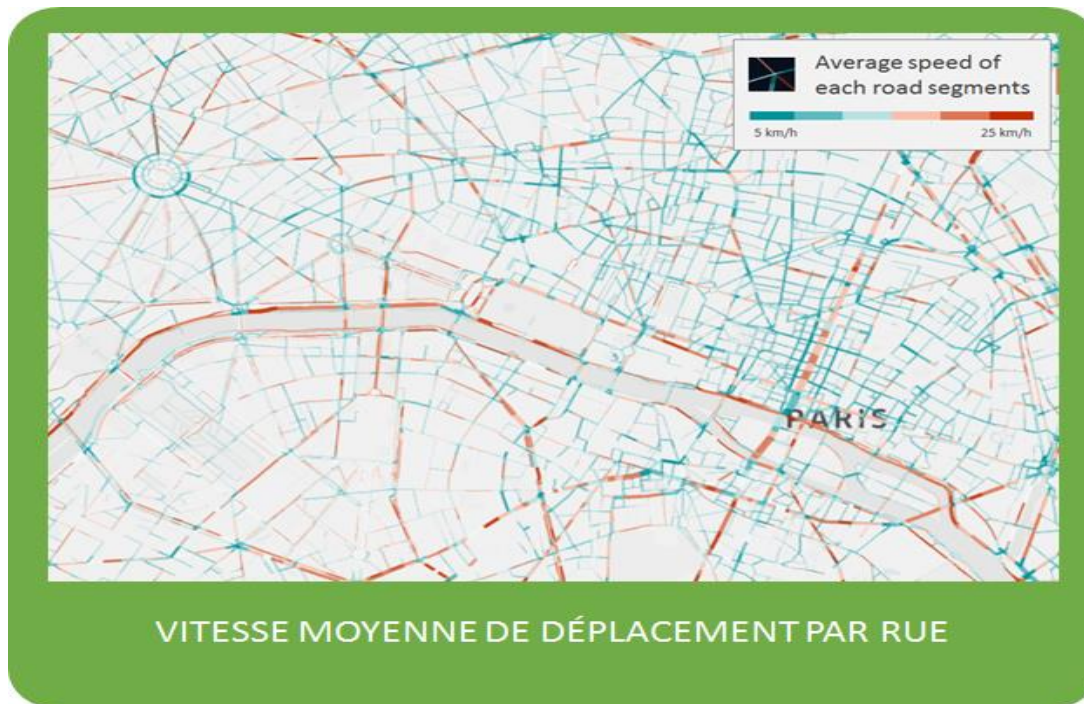 Average speed of
each road segments
5 km/h
25 km/h
PARiS
VITESSE MOYENNE DE DÉPLACEMENT PAR RUE